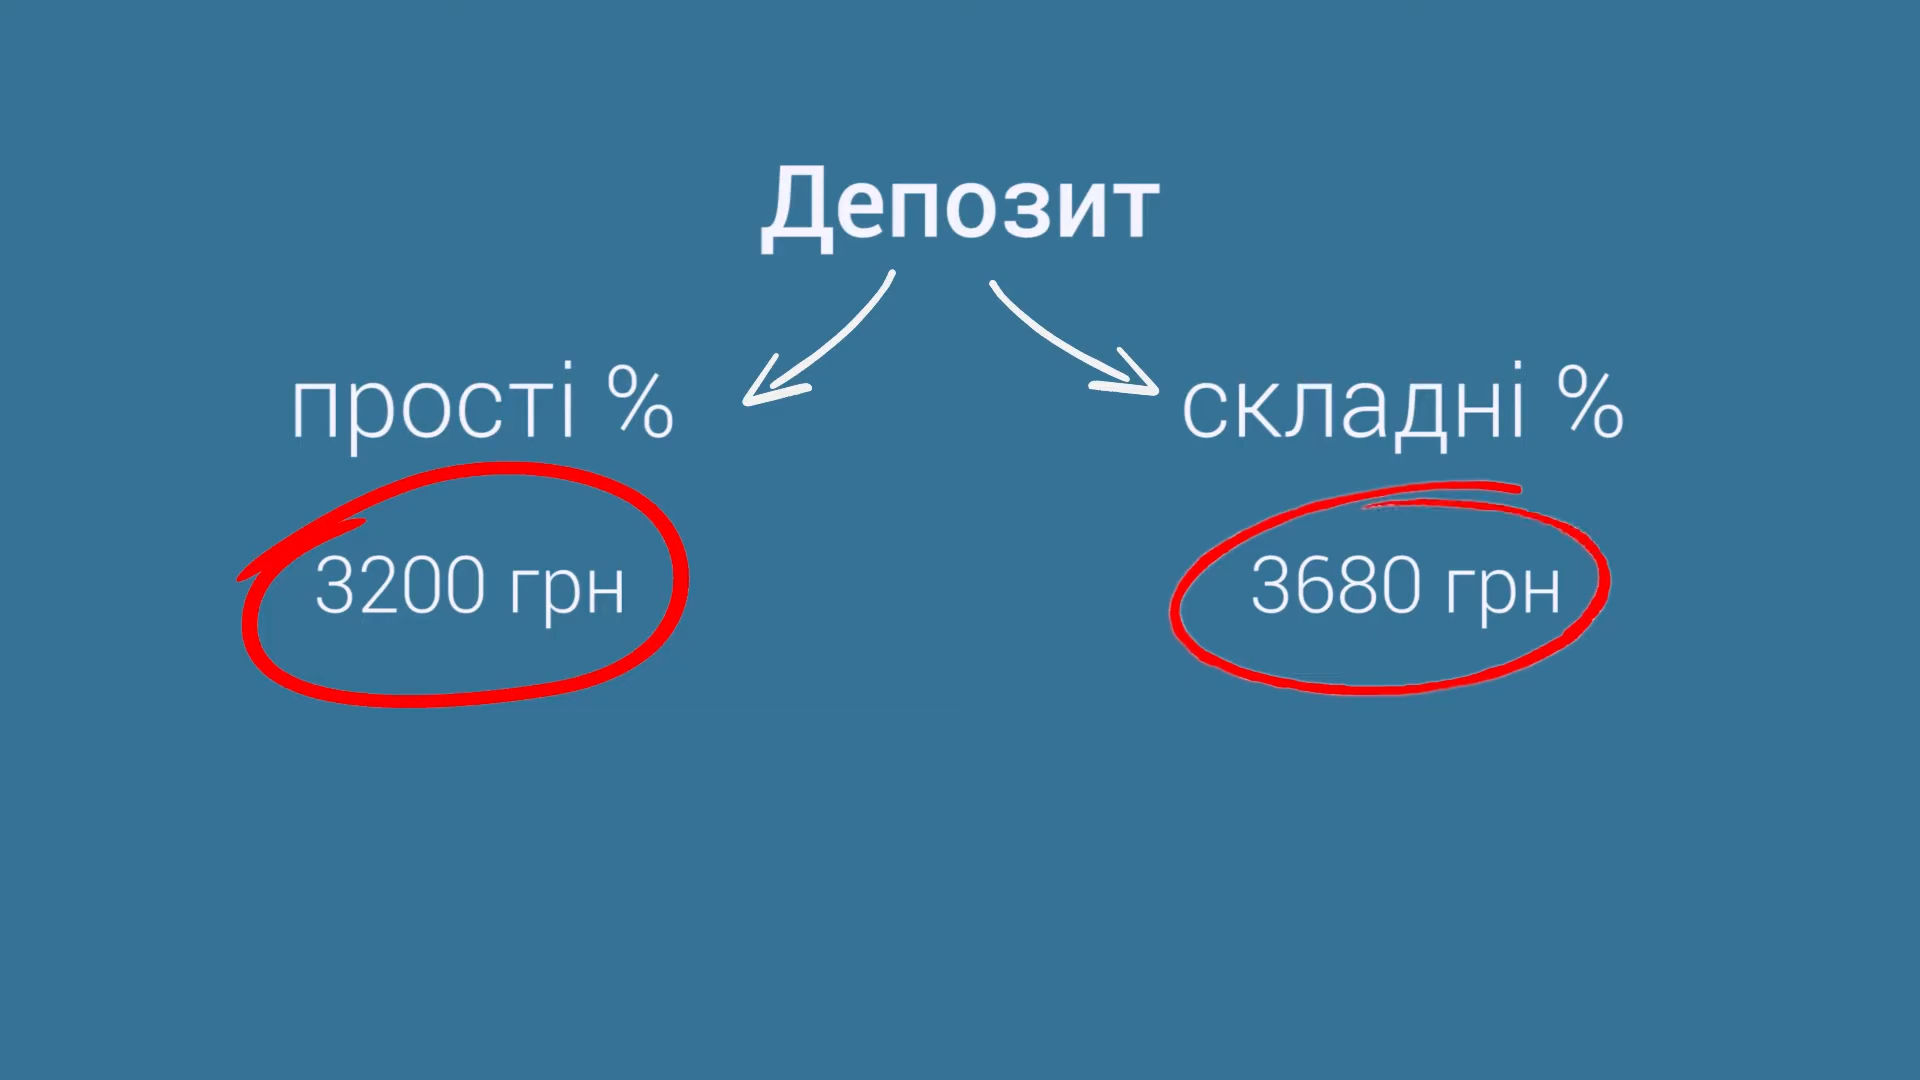 Депозит
прості %
складні %
3200 грн
3680 грн